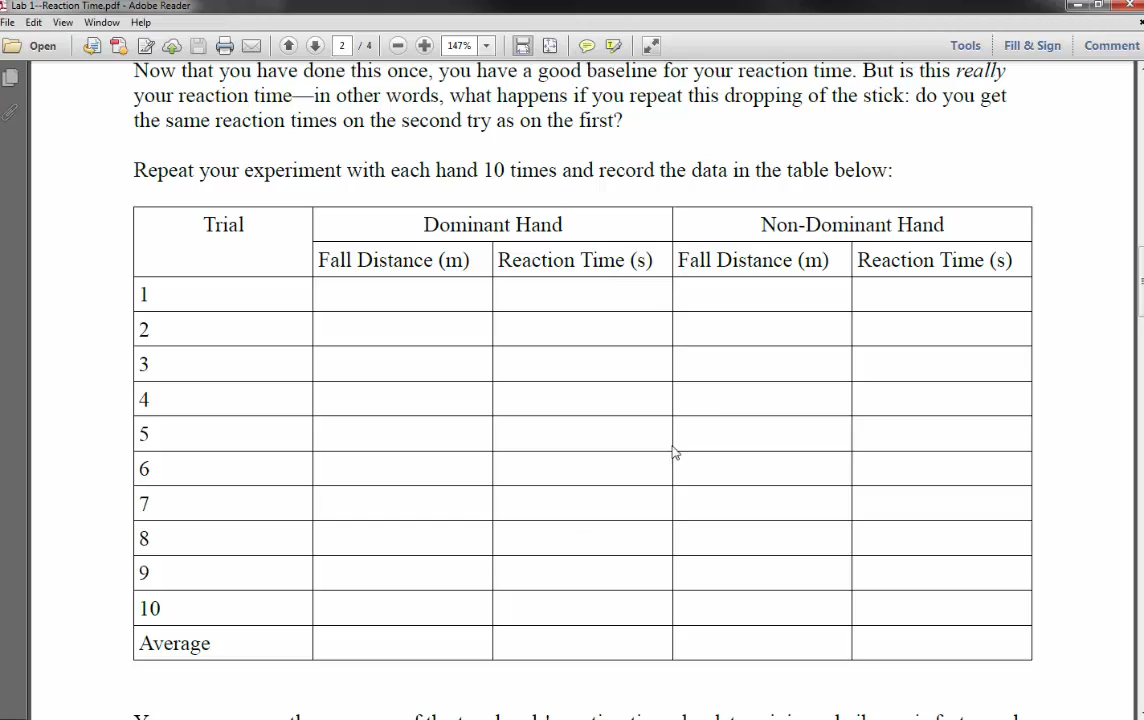 Lab 1--Reaction Time.pdf - Adobe Reader
File Edit View Window Help
Open 2 / 4 147% Tools Fill & Sign Comment
Now that you have done this once, you have a good baseline for your reaction time. But is this really
your reaction time—in other words, what happens if you repeat this dropping of the stick: do you get
the same reaction times on the second try as on the first?
Repeat your experiment with each hand 10 times and record the data in the table below:
Trial Dominant Hand Non-Dominant Hand
Fall Distance (m) Reaction Time (s) Fall Distance (m) Reaction Time (s)
1
2
3
4
5
6
7
8
9
10
Average